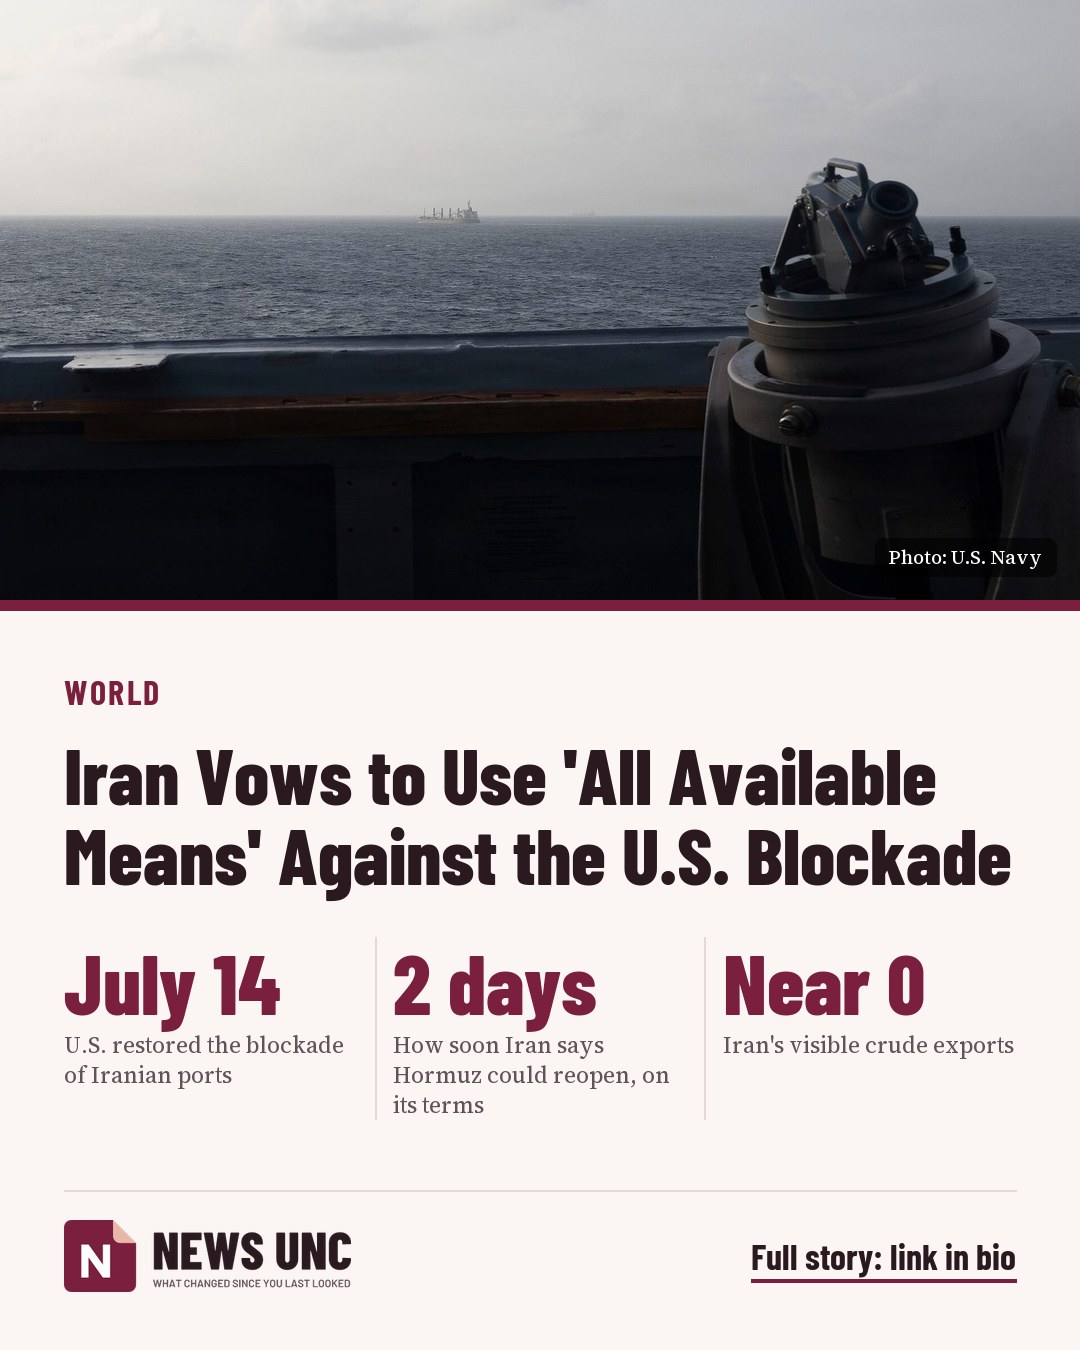 Photo: U.S. Navy
WORLD
Iran Vows to Use 'All Available
Means' Against the U.S. Blockade
July 14
U.S. restored the blockade
of Iranian ports
2 days
How soon Iran says
Hormuz could reopen, on
its terms
Near 0
Iran's visible crude exports
N
NEWS UNC
WHAT CHANGED SINCE YOU LAST LOOKED
Full story: link in bio